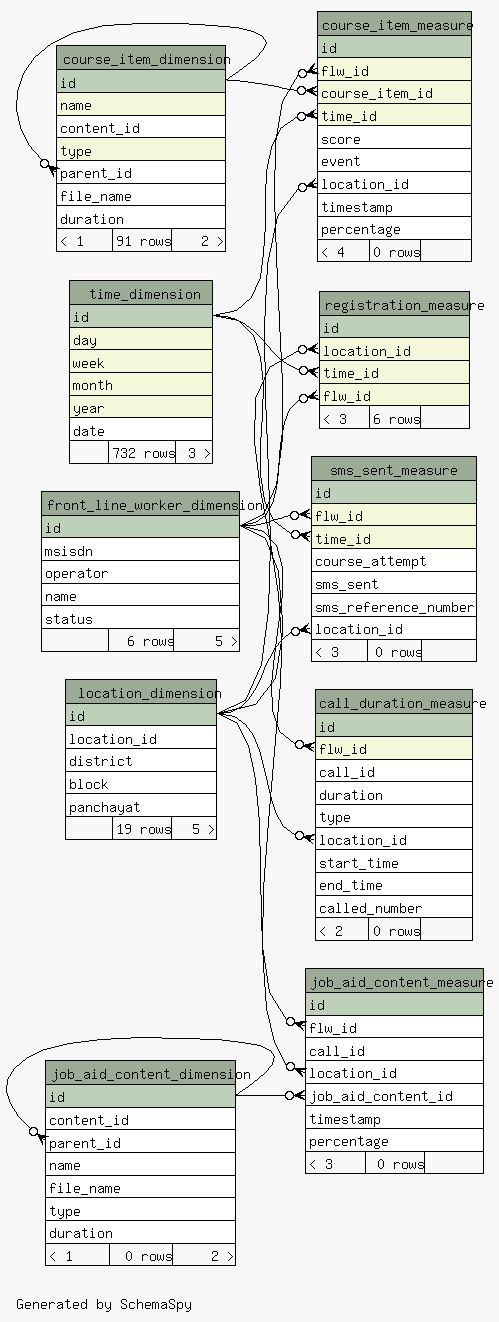 course_item_dimension
id
name
content_id
type
parent_id
file_name
duration
< 1 91 rows 2 >
time_dimension
id
day
week
month
year
date
732 rows 3 >
front_line_worker_dimension
id
msisdn
operator
name
status
6 rows 5 >
location_dimension
id
location_id
district
block
panchayat
19 rows 5 >
job_aid_content_dimension
id
content_id
parent_id
name
file_name
type
duration
< 1 0 rows 2 >
course_item_measure
id
flw_id
course_item_id
time_id
score
event
location_id
timestamp
percentage
< 4 0 rows
registration_measure
id
location_id
time_id
flw_id
< 3 6 rows
sms_sent_measure
id
flw_id
time_id
course_attempt
sms_sent
sms_reference_number
location_id
< 3 0 rows
call_duration_measure
id
flw_id
call_id
duration
type
location_id
start_time
end_time
called_number
< 2 0 rows
job_aid_content_measure
id
flw_id
call_id
location_id
job_aid_content_id
timestamp
percentage
< 3 0 rows
Generated by SchemaSpy